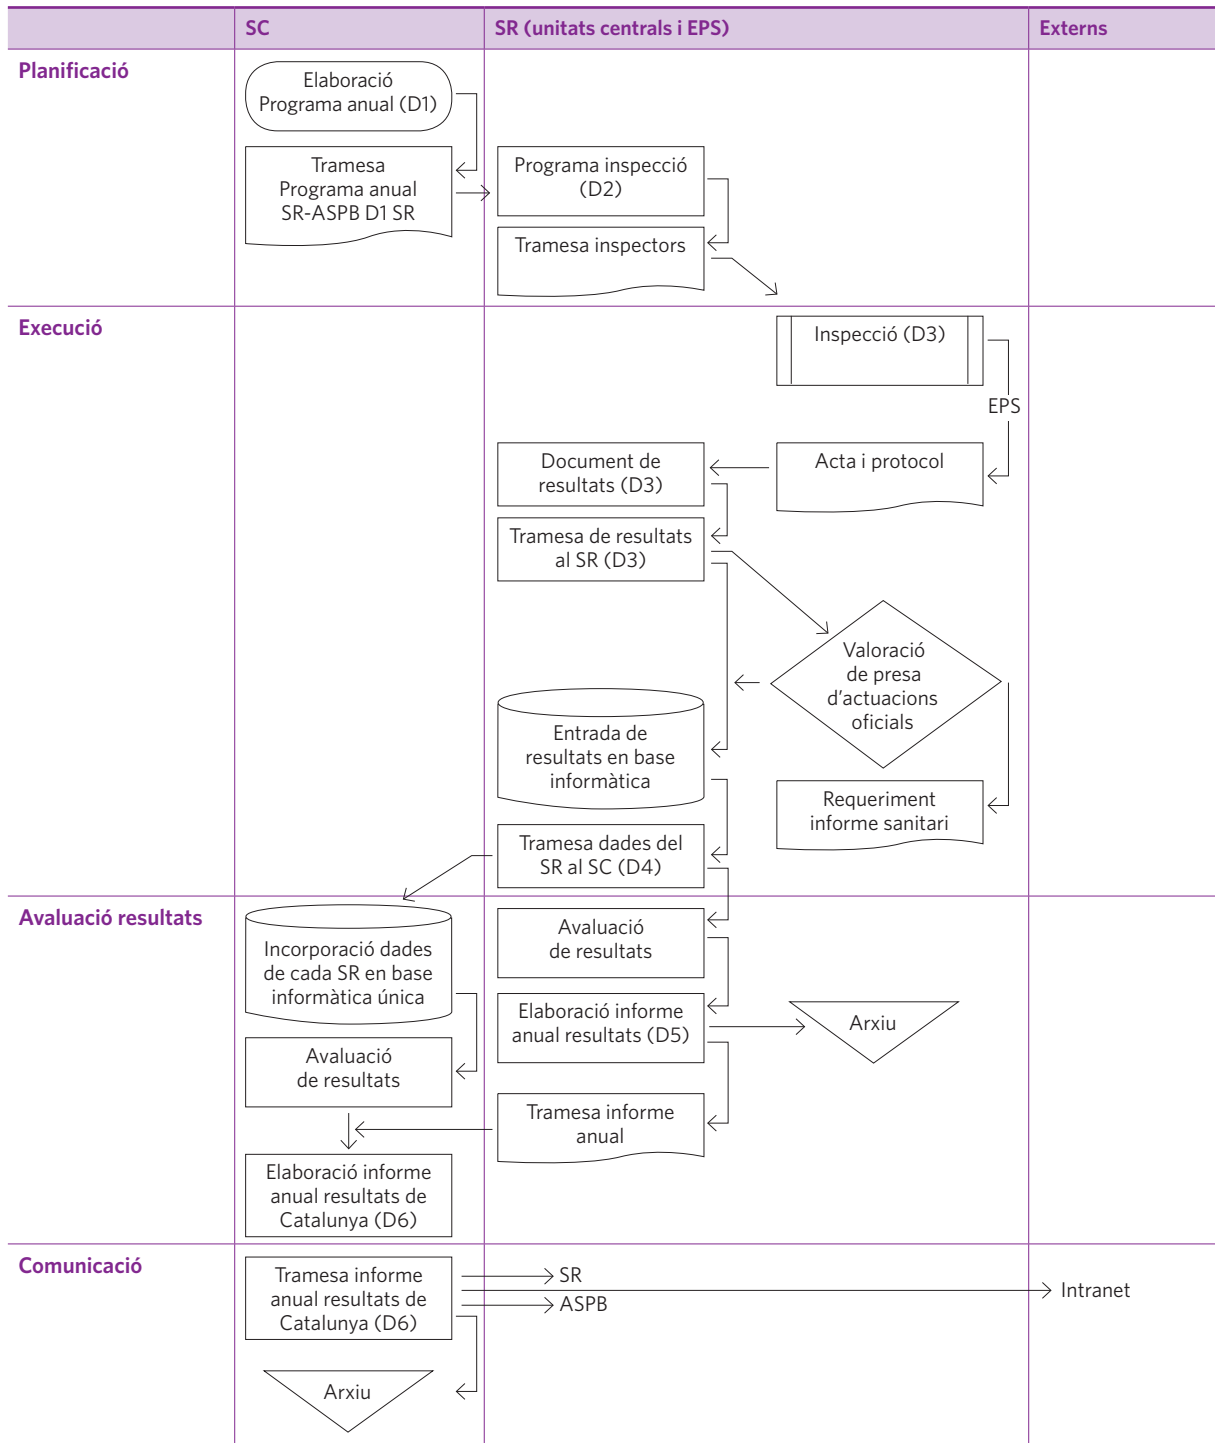 SC
SR (unitats centrals i EPS)
Externs
Planificació
Elaboració
Programa anual (D1)
Tramesa
Programa anual
SR-ASPB D1 SR
Programa inspecció
(D2)
Tramesa inspectors
Execució
Inspecció (D3)
EPS
Document de
resultats (D3)
Acta i protocol
Tramesa de resultats
al SR (D3)
Valoració
de presa
d'actuacions
oficials
Entrada de
resultats en base
informàtica
Requeriment
informe sanitari
Tramesa dades del
SR al SC (D4)
Avaluació resultats
Incorporació dades
de cada SR en base
informàtica única
Avaluació
de resultats
Elaboració informe
anual resultats (D5)
Arxiu
Avaluació
de resultats
Tramesa informe
anual
Elaboració informe
anual resultats de
Catalunya (D6)
Comunicació
Tramesa informe
anual resultats de
Catalunya (D6)
SR
Intranet
ASPB
Arxiu